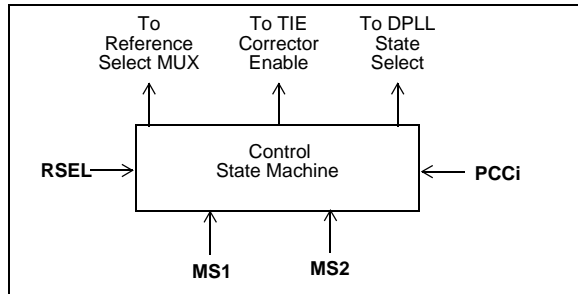 To
Reference
Select MUX
To TIE
Corrector
Enable
To DPLL
State
Select
RSEL
Control
State Machine
PCCi
MS1
MS2